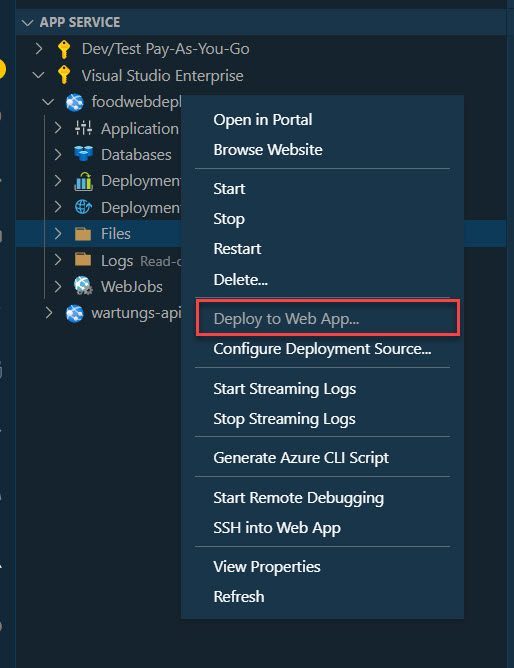 APP SERVICE
Dev/Test Pay-As-You-Go
Visual Studio Enterprise
foodwebdepl
Application
Databases
Deployment
Deployment
Files
Logs Read-o
WebJobs
wartungs-api
Open in Portal
Browse Website
Start
Stop
Restart
Delete...
Deploy to Web App...
Configure Deployment Source...
Start Streaming Logs
Stop Streaming Logs
Generate Azure CLI Script
Start Remote Debugging
SSH into Web App
View Properties
Refresh